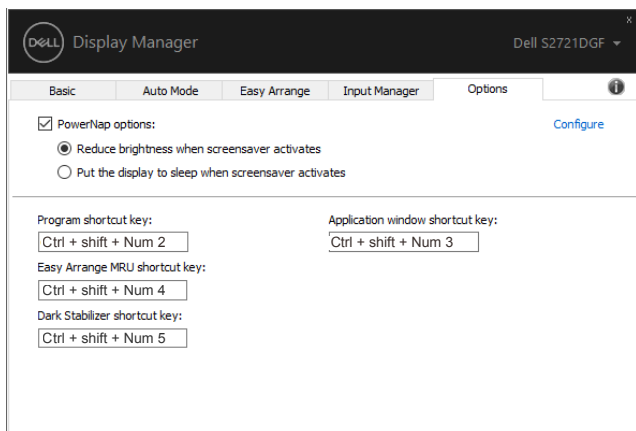 x
DELL Display Manager
Dell S2721DGF
Basic Auto Mode Easy Arrange Input Manager Options i
PowerNap options:
Configure
Reduce brightness when screensaver activates
Put the display to sleep when screensaver activates
Program shortcut key:
Application window shortcut key:
Ctrl + shift + Num 2
Ctrl + shift + Num 3
Easy Arrange MRU shortcut key:
Ctrl + shift + Num 4
Dark Stabilizer shortcut key:
Ctrl + shift + Num 5